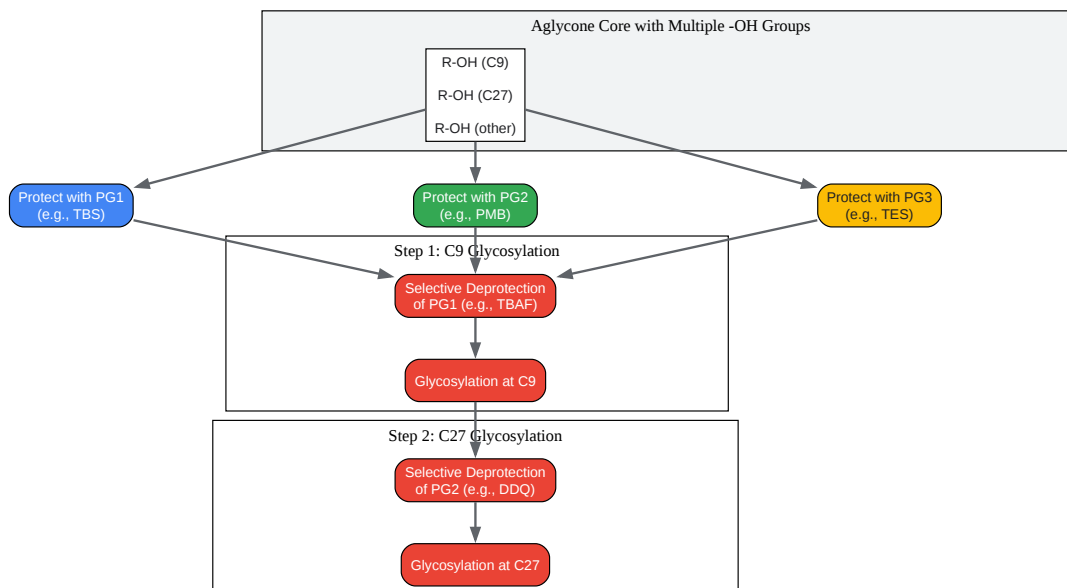 Aglycone Core with Multiple -OH Groups
R-OH (C9)
R-OH (C27)
R-OH (other)
Protect with PG1
(e.g., TBS)
Protect with PG2
(e.g., PMB)
Protect with PG3
(e.g., TES)
Step 1: C9 Glycosylation
Selective Deprotection
of PG1 (e.g., TBAF)
Glycosylation at C9
Step 2: C27 Glycosylation
Selective Deprotection
of PG2 (e.g., DDQ)
Glycosylation at C27